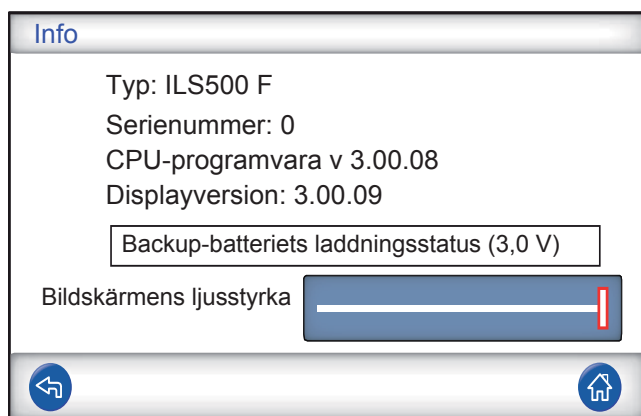 Info
Typ: ILS500 F
Serienummer: 0
CPU-programvara v 3.00.08
Displayversion: 3.00.09
Backup-batteriets laddningsstatus (3,0 V)
Bildskärmens ljusstyrka